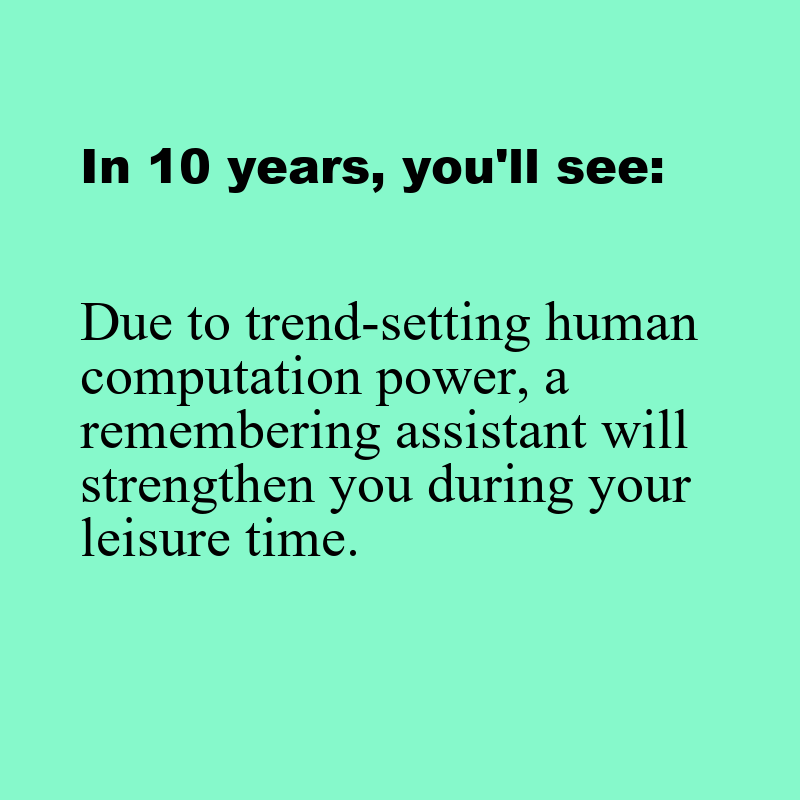 In 10 years, you'll see:
Due to trend-setting human
computation power, a
remembering assistant will
strengthen you during your
leisure time.